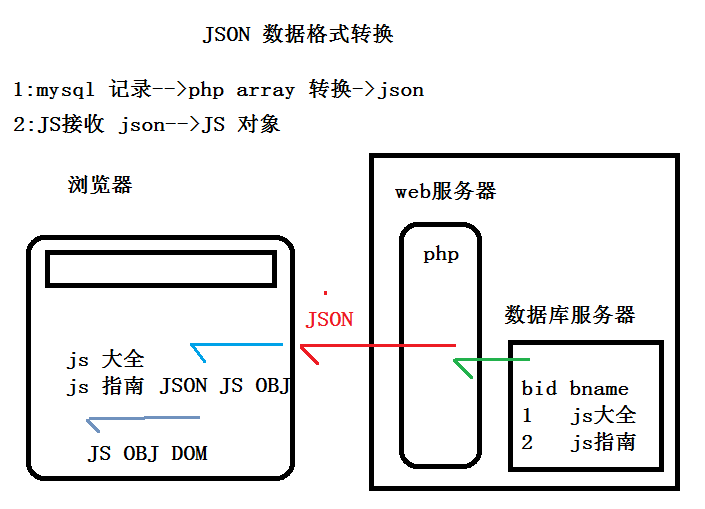 JSON 数据格式转换
1:mysql 记录-->php array 转换->json
2:JS接收 json-->JS 对象
浏览器
web服务器
php
JSON
数据库服务器
js 大全
js 指南 JSON JS OBJ
JS OBJ DOM
bid bname
1 js大全
2 js指南